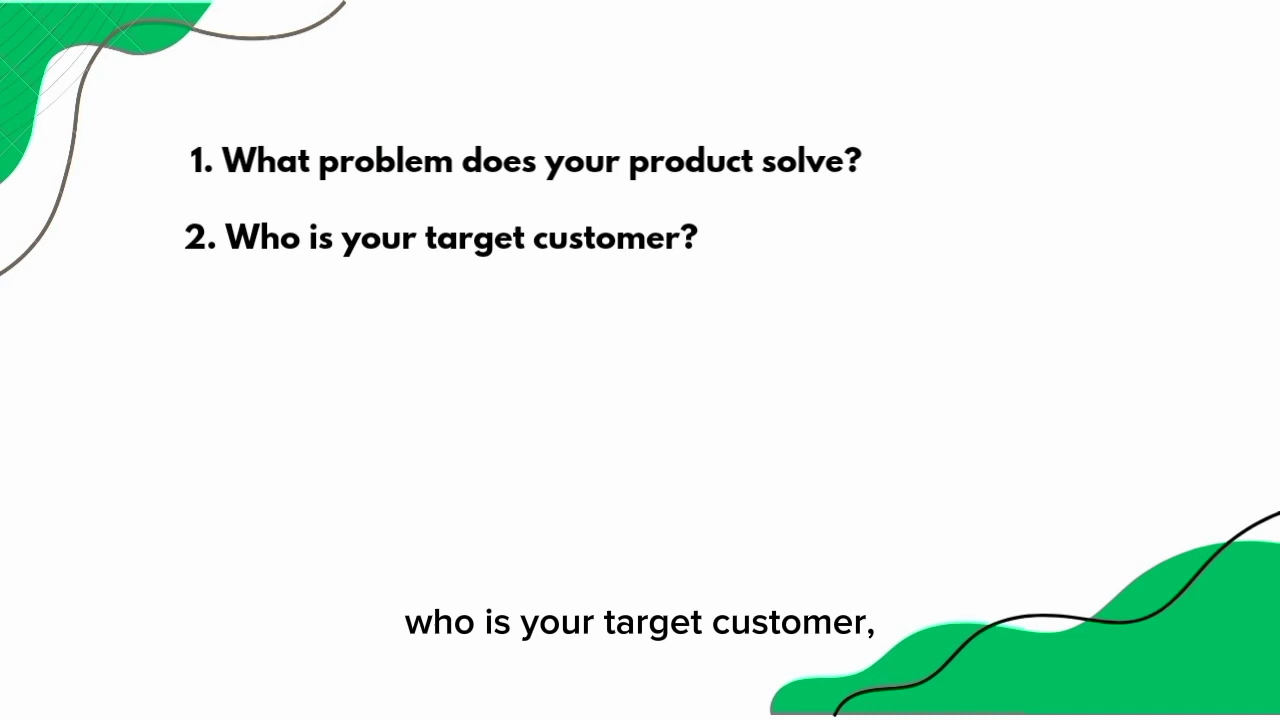 1. What problem does your product solve?
2. Who is your target customer?
who is your target customer,